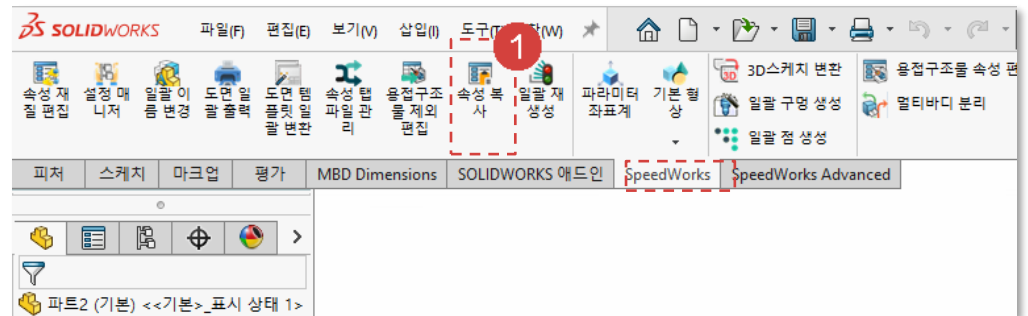 SOLIDWORKS 파일(F) 편집(E) 보기(V) 삽입(I) 도구(T) (W)
1
속성 재질 편집
설정 매니저
일괄 이름 변경
도면 일괄 출력
도면 템플릿 일괄 변환
속성 탭 파일 관리
용접구조물 제외 편집
속성 복사
일괄 재생성
파라미터 좌표계
기본 형상
3D스케치 변환
일괄 구멍 생성
일괄 점 생성
용접구조물 속성 편
멀티바디 분리
피처 스케치 마크업 평가 MBD Dimensions SOLIDWORKS 애드인 SpeedWorks SpeedWorks Advanced
파트2 (기본) <<기본>_표시 상태 1>